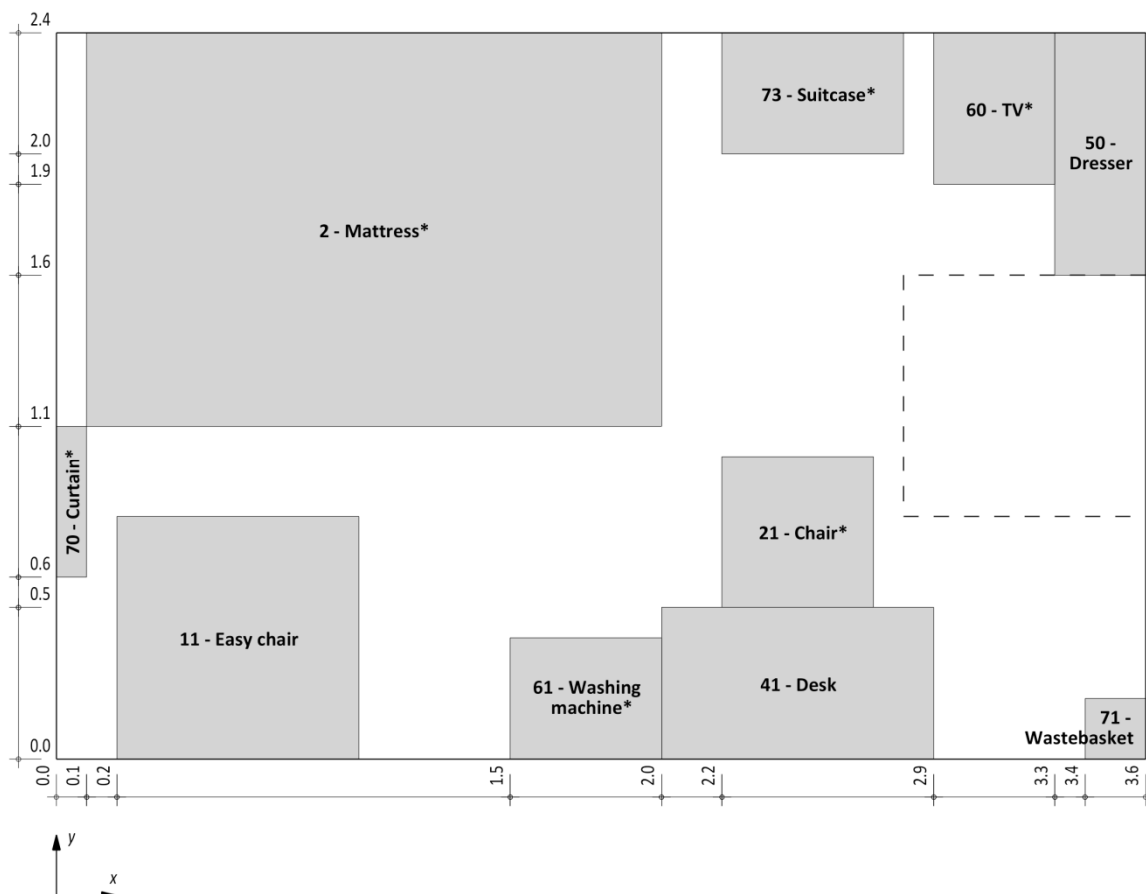 2.4
73 - Suitcase*
60 - TV*
50 -
Dresser
2.0
1.9
2 - Mattress*
1.6
1.1
70 - Curtain*
21 - Chair*
0.6
0.5
11 - Easy chair
61 - Washing
machine*
41 - Desk
71 -
Wastebasket
0.0
0.0
0.1
0.2
1.5
2.0
2.2
2.9
3.3
3.4
3.6
y
x